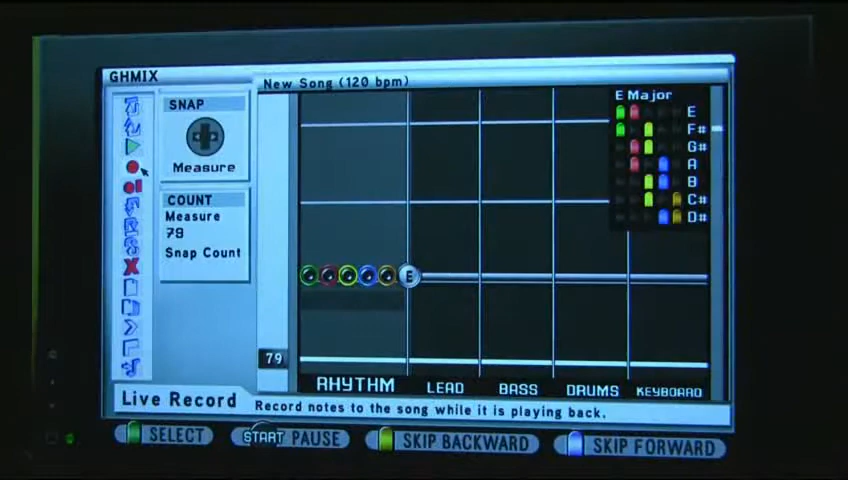 GHMIX
New Song (120 bpm)
SNAP
Measure
COUNT
Measure
79
Snap Count
E Major
E
F#
G#
A
B
C#
D#
E
79
RHYTHM
LEAD
BASS
DRUMS
KEYBOARD
Live Record
Record notes to the song while it is playing back.
SELECT
START PAUSE
SKIP BACKWARD
SKIP FORWARD